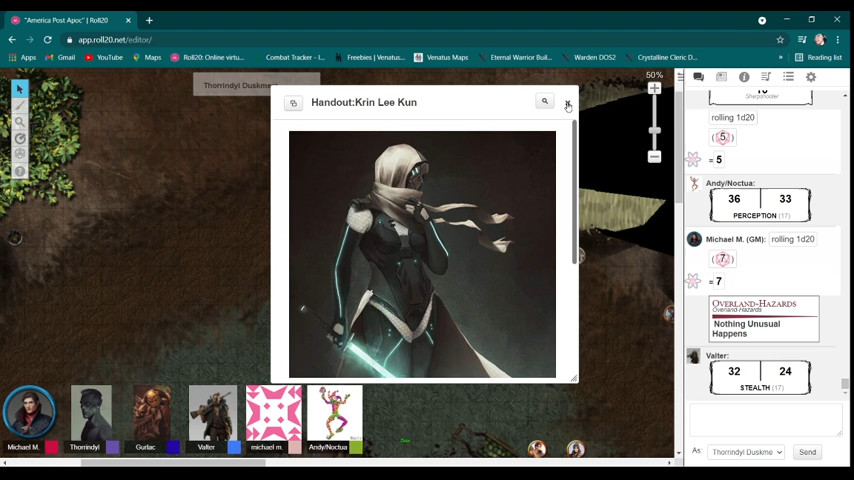 "America Post Apoc" | Roll20
app.roll20.net/editor/
Apps Gmail YouTube Maps Roll20: Online virtu... Combat Tracker - I... Freebies | Venatus... Venatus Maps Eternal Warrior Buil... Warden DOS2 Crystalline Cleric D... » Reading list
Thorrindyl Duskme
Handout:Krin Lee Kun
50%
Sharpshooter
rolling 1d20
(5)
=5
Andy/Noctua:
36 33
PERCEPTION (17)
Michael M. (GM): rolling 1d20
(7)
=7
OVERLAND-HAZARDS
Overland-Hazards
Nothing Unusual
Happens
Valter:
32 24
STEALTH (17)
Michael M. Thorrindyl Gurlac Valter michael m. Andy/Noctua
As: Thorrindyl Duskme Send